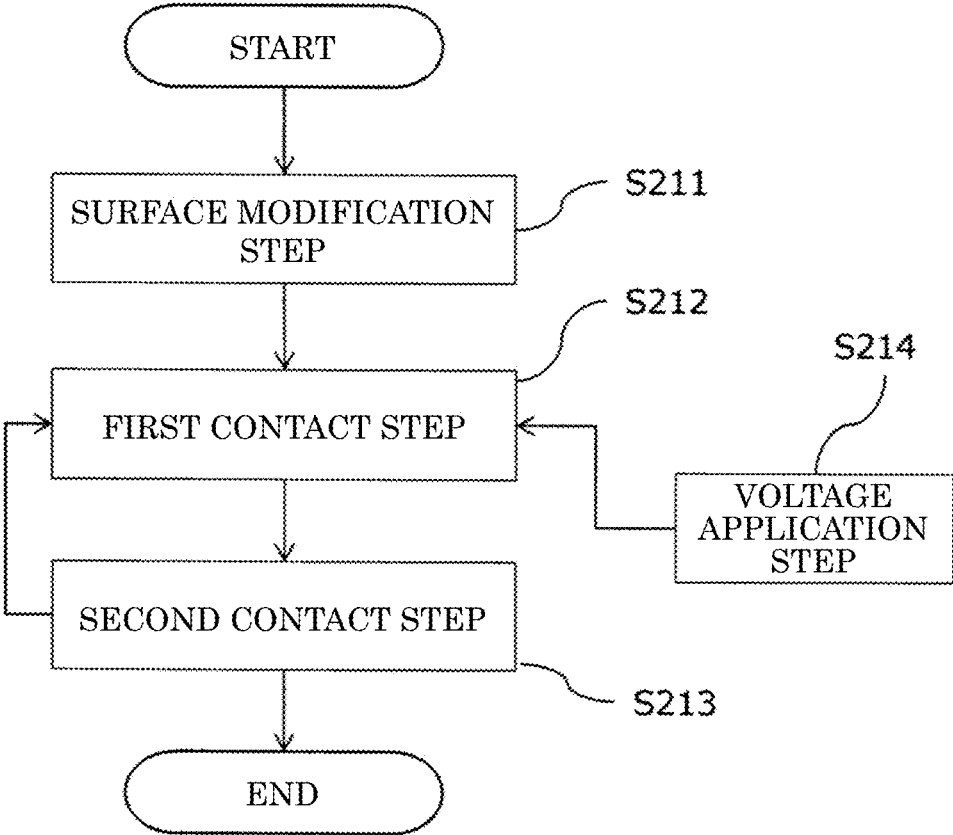 START
S211
SURFACE MODIFICATION
STEP
S212
FIRST CONTACT STEP
S214
VOLTAGE
APPLICATION
STEP
SECOND CONTACT STEP
S213
END